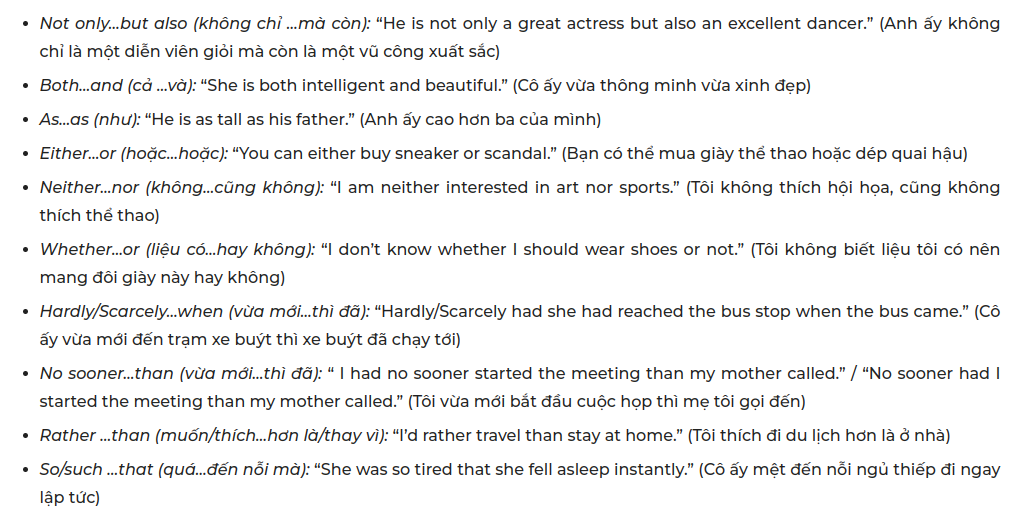 • Not only...but also (không chỉ ...mà còn): “He is not only a great actress but also an excellent dancer.” (Anh ấy không
chỉ là một diễn viên giỏi mà còn là một vũ công xuất sắc)
• Both...and (cả ...và): “She is both intelligent and beautiful.” (Cô ấy vừa thông minh vừa xinh đẹp)
• As...as (như): “He is as tall as his father.” (Anh ấy cao hơn ba của mình)
• Either...or (hoặc...hoặc): “You can either buy sneaker or scandal.” (Bạn có thể mua giày thể thao hoặc dép quai hậu)
• Neither...nor (không...cũng không): “I am neither interested in art nor sports.” (Tôi không thích hội họa, cũng không
thích thể thao)
• Whether...or (liệu có...hay không): “I don’t know whether I should wear shoes or not.” (Tôi không biết liệu tôi có nên
mang đôi giày này hay không)
• Hardly/Scarcely...when (vừa mới...thì đã): “Hardly/Scarcely had she had reached the bus stop when the bus came.” (Cô
ấy vừa mới đến trạm xe buýt thì xe buýt đã chạy tới)
• No sooner...than (vừa mới...thì đã): “ I had no sooner started the meeting than my mother called.” / “No sooner had I
started the meeting than my mother called.” (Tôi vừa mới bắt đầu cuộc họp thì mẹ tôi gọi đến)
• Rather ...than (muốn/thích...hơn là/thay vì): “I’d rather travel than stay at home.” (Tôi thích đi du lịch hơn là ở nhà)
• So/such ...that (quá...đến nỗi mà): “She was so tired that she fell asleep instantly.” (Cô ấy mệt đến nỗi ngủ thiếp đi ngay
lập tức)